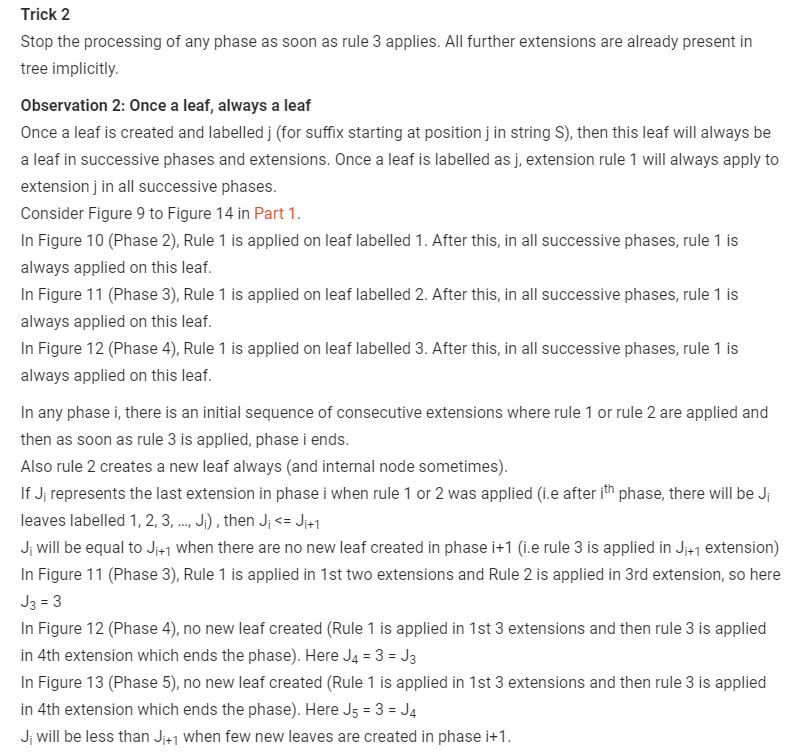 Trick 2
Stop the processing of any phase as soon as rule 3 applies. All further extensions are already present in
tree implicitly.
Observation 2: Once a leaf, always a leaf
Once a leaf is created and labelled j (for suffix starting at position j in string S), then this leaf will always be
a leaf in successive phases and extensions. Once a leaf is labelled as j, extension rule 1 will always apply to
extension j in all successive phases.
Consider Figure 9 to Figure 14 in Part 1.
In Figure 10 (Phase 2), Rule 1 is applied on leaf labelled 1. After this, in all successive phases, rule 1 is
always applied on this leaf.
In Figure 11 (Phase 3), Rule 1 is applied on leaf labelled 2. After this, in all successive phases, rule 1 is
always applied on this leaf.
In Figure 12 (Phase 4), Rule 1 is applied on leaf labelled 3. After this, in all successive phases, rule 1 is
always applied on this leaf.
In any phase i, there is an initial sequence of consecutive extensions where rule 1 or rule 2 are applied and
then as soon as rule 3 is applied, phase i ends.
Also rule 2 creates a new leaf always (and internal node sometimes).
If Ji represents the last extension in phase i when rule 1 or 2 was applied (i.e after ith phase, there will be Ji
leaves labelled 1, 2, 3, …, Ji) , then Ji <= Ji+1
Ji will be equal to Ji+1 when there are no new leaf created in phase i+1 (i.e rule 3 is applied in Ji+1 extension)
In Figure 11 (Phase 3), Rule 1 is applied in 1st two extensions and Rule 2 is applied in 3rd extension, so here
J3 = 3
In Figure 12 (Phase 4), no new leaf created (Rule 1 is applied in 1st 3 extensions and then rule 3 is applied
in 4th extension which ends the phase). Here J4 = 3 = J3
In Figure 13 (Phase 5), no new leaf created (Rule 1 is applied in 1st 3 extensions and then rule 3 is applied
in 4th extension which ends the phase). Here J5 = 3 = J4
Ji will be less than Ji+1 when few new leaves are created in phase i+1.